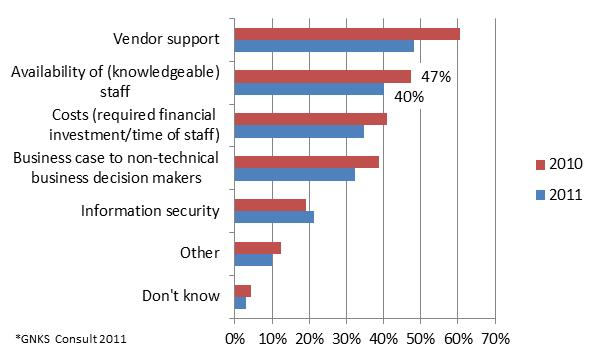 Vendor support
Availability of (knowledgeable)
staff
47%
40%
Costs (required financial
investment/time of staff)
Business case to non-technical
business decision makers
2010
2011
Information security
Other
Don't know
0% 10% 20% 30% 40% 50% 60% 70%
*GNKS Consult 2011